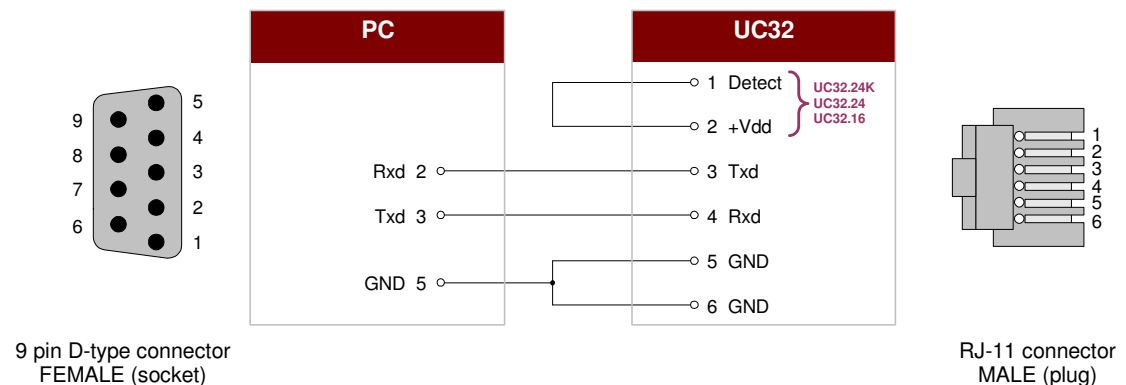 PC
UC32
1 Detect
UC32.24K
UC32.24
UC32.16
2 +Vdd
Rxd 2
3 Txd
Txd 3
4 Rxd
5 GND
GND 5
6 GND
5
9
4
8
3
7
2
6
1
1
2
3
4
5
6
9 pin D-type connector
FEMALE (socket)
RJ-11 connector
MALE (plug)